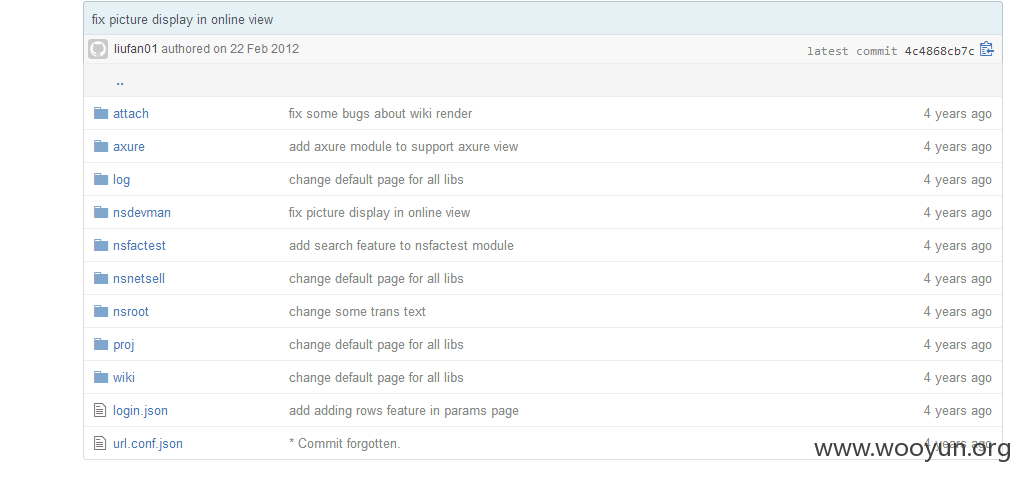 fix picture display in online view
liufan01 authored on 22 Feb 2012 latest commit 4c4868cb7c
..
attach fix some bugs about wiki render 4 years ago
axure add axure module to support axure view 4 years ago
log change default page for all libs 4 years ago
nsdevman fix picture display in online view 4 years ago
nsfactest add search feature to nsfactest module 4 years ago
nsnetsell change default page for all libs 4 years ago
nsroot change some trans text 4 years ago
proj change default page for all libs 4 years ago
wiki change default page for all libs 4 years ago
login.json add adding rows feature in params page 4 years ago
url.conf.json * Commit forgotten. 4 years ago
www.wooyun.org